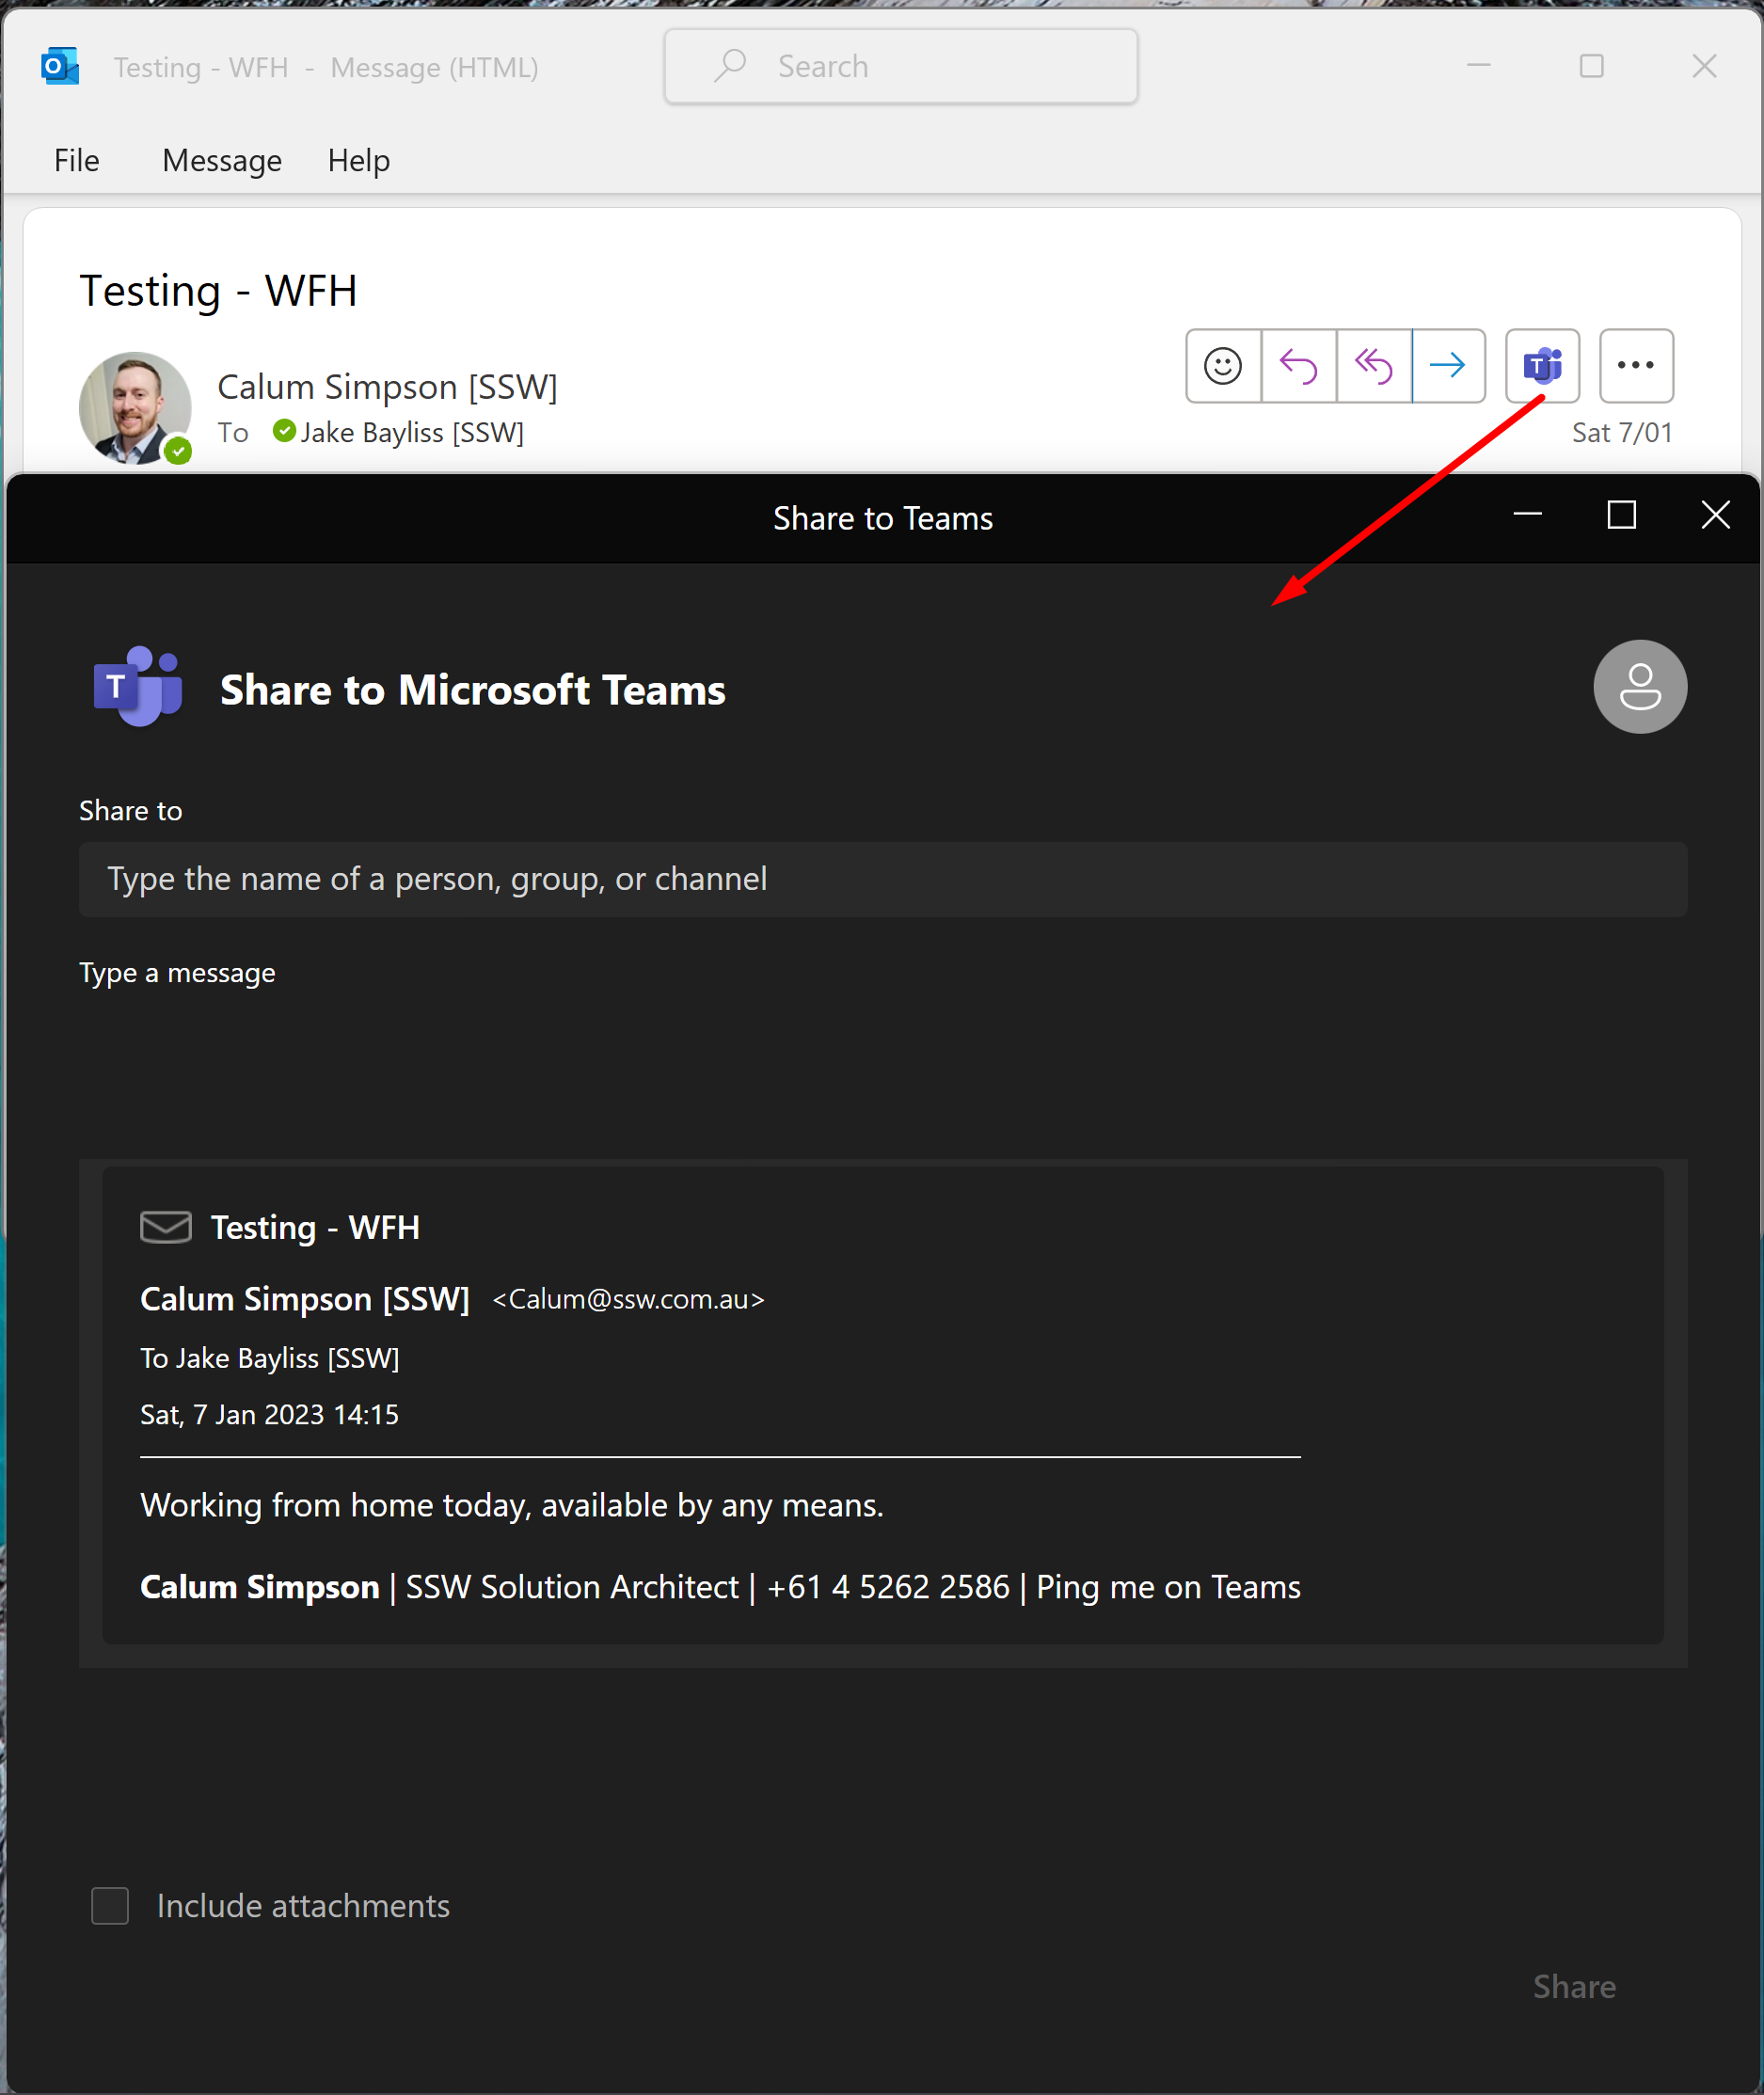 Testing - WFH - Message (HTML)
Search
File Message Help
Testing - WFH
Calum Simpson [SSW]
To Jake Bayliss [SSW]
Sat 7/01
Share to Teams
Share to Microsoft Teams
Share to
Type the name of a person, group, or channel
Type a message
Testing - WFH
Calum Simpson [SSW] <Calum@ssw.com.au>
To Jake Bayliss [SSW]
Sat, 7 Jan 2023 14:15
Working from home today, available by any means.
Calum Simpson | SSW Solution Architect | +61 4 5262 2586 | Ping me on Teams
Include attachments
Share